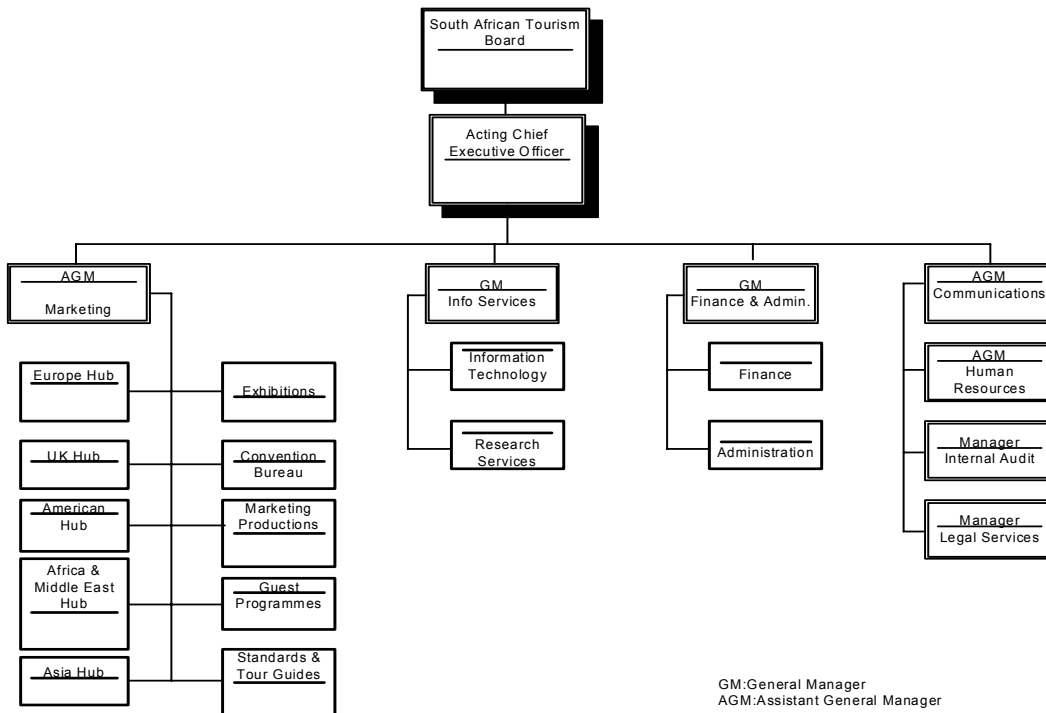 South African Tourism
Board
Acting Chief
Executive Officer
AGM
Marketing
GM
Info Services
GM
Finance & Admin.
AGM
Communications
Europe Hub
UK Hub
American
Hub
Africa &
Middle East
Hub
Asia Hub
Exhibitions
Convention
Bureau
Marketing
Productions
Guest
Programmes
Standards &
Tour Guides
Information
Technology
Research
Services
Finance
Administration
AGM
Human
Resources
Manager
Internal Audit
Manager
Legal Services
GM:General Manager
AGM:Assistant General Manager